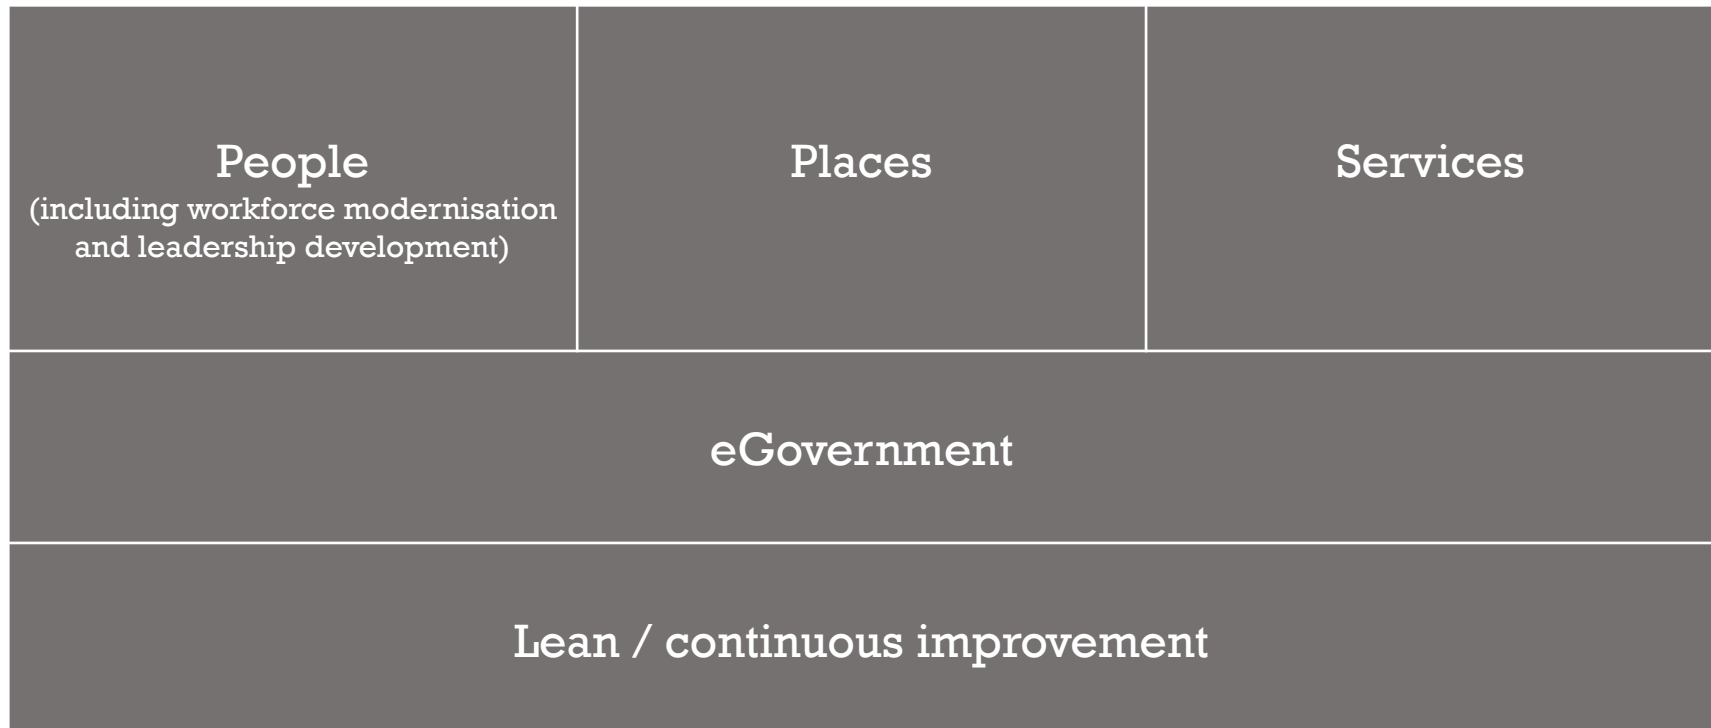 People
(including workforce modernisation
and leadership development)
Places
Services
eGovernment
Lean / continuous improvement